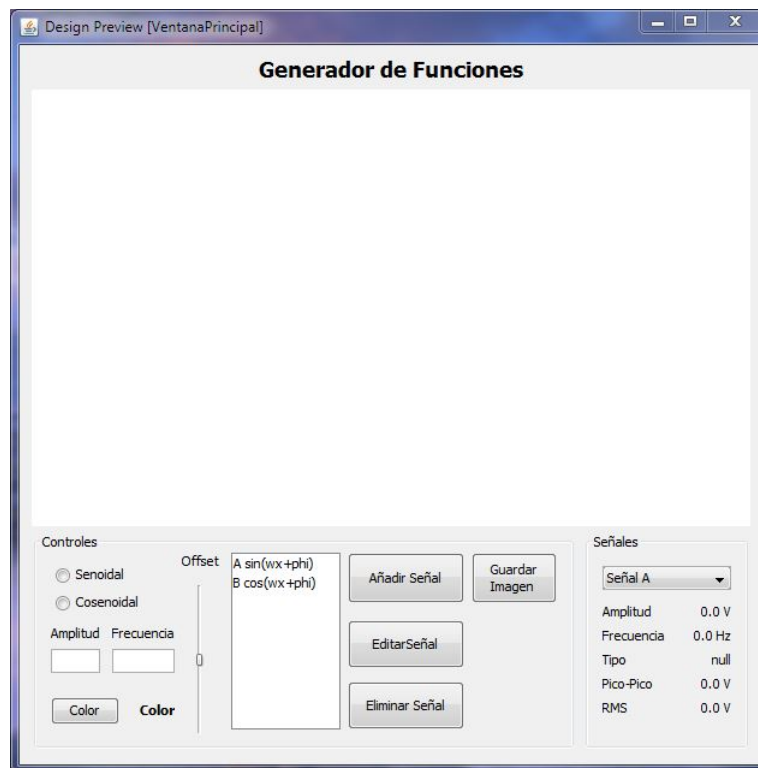 Design Preview [VentanaPrincipal]
Generador de Funciones
Controles
Senoidal
Cosenoidal
Amplitud Frecuencia
Color Color
Offset
A sin(wx+phi)
B cos(wx+phi)
Añadir Señal
EditarSeñal
Eliminar Señal
Guardar
Imagen
Señales
Señal A
Amplitud 0.0 V
Frecuencia 0.0 Hz
Tipo null
Pico-Pico 0.0 V
RMS 0.0 V